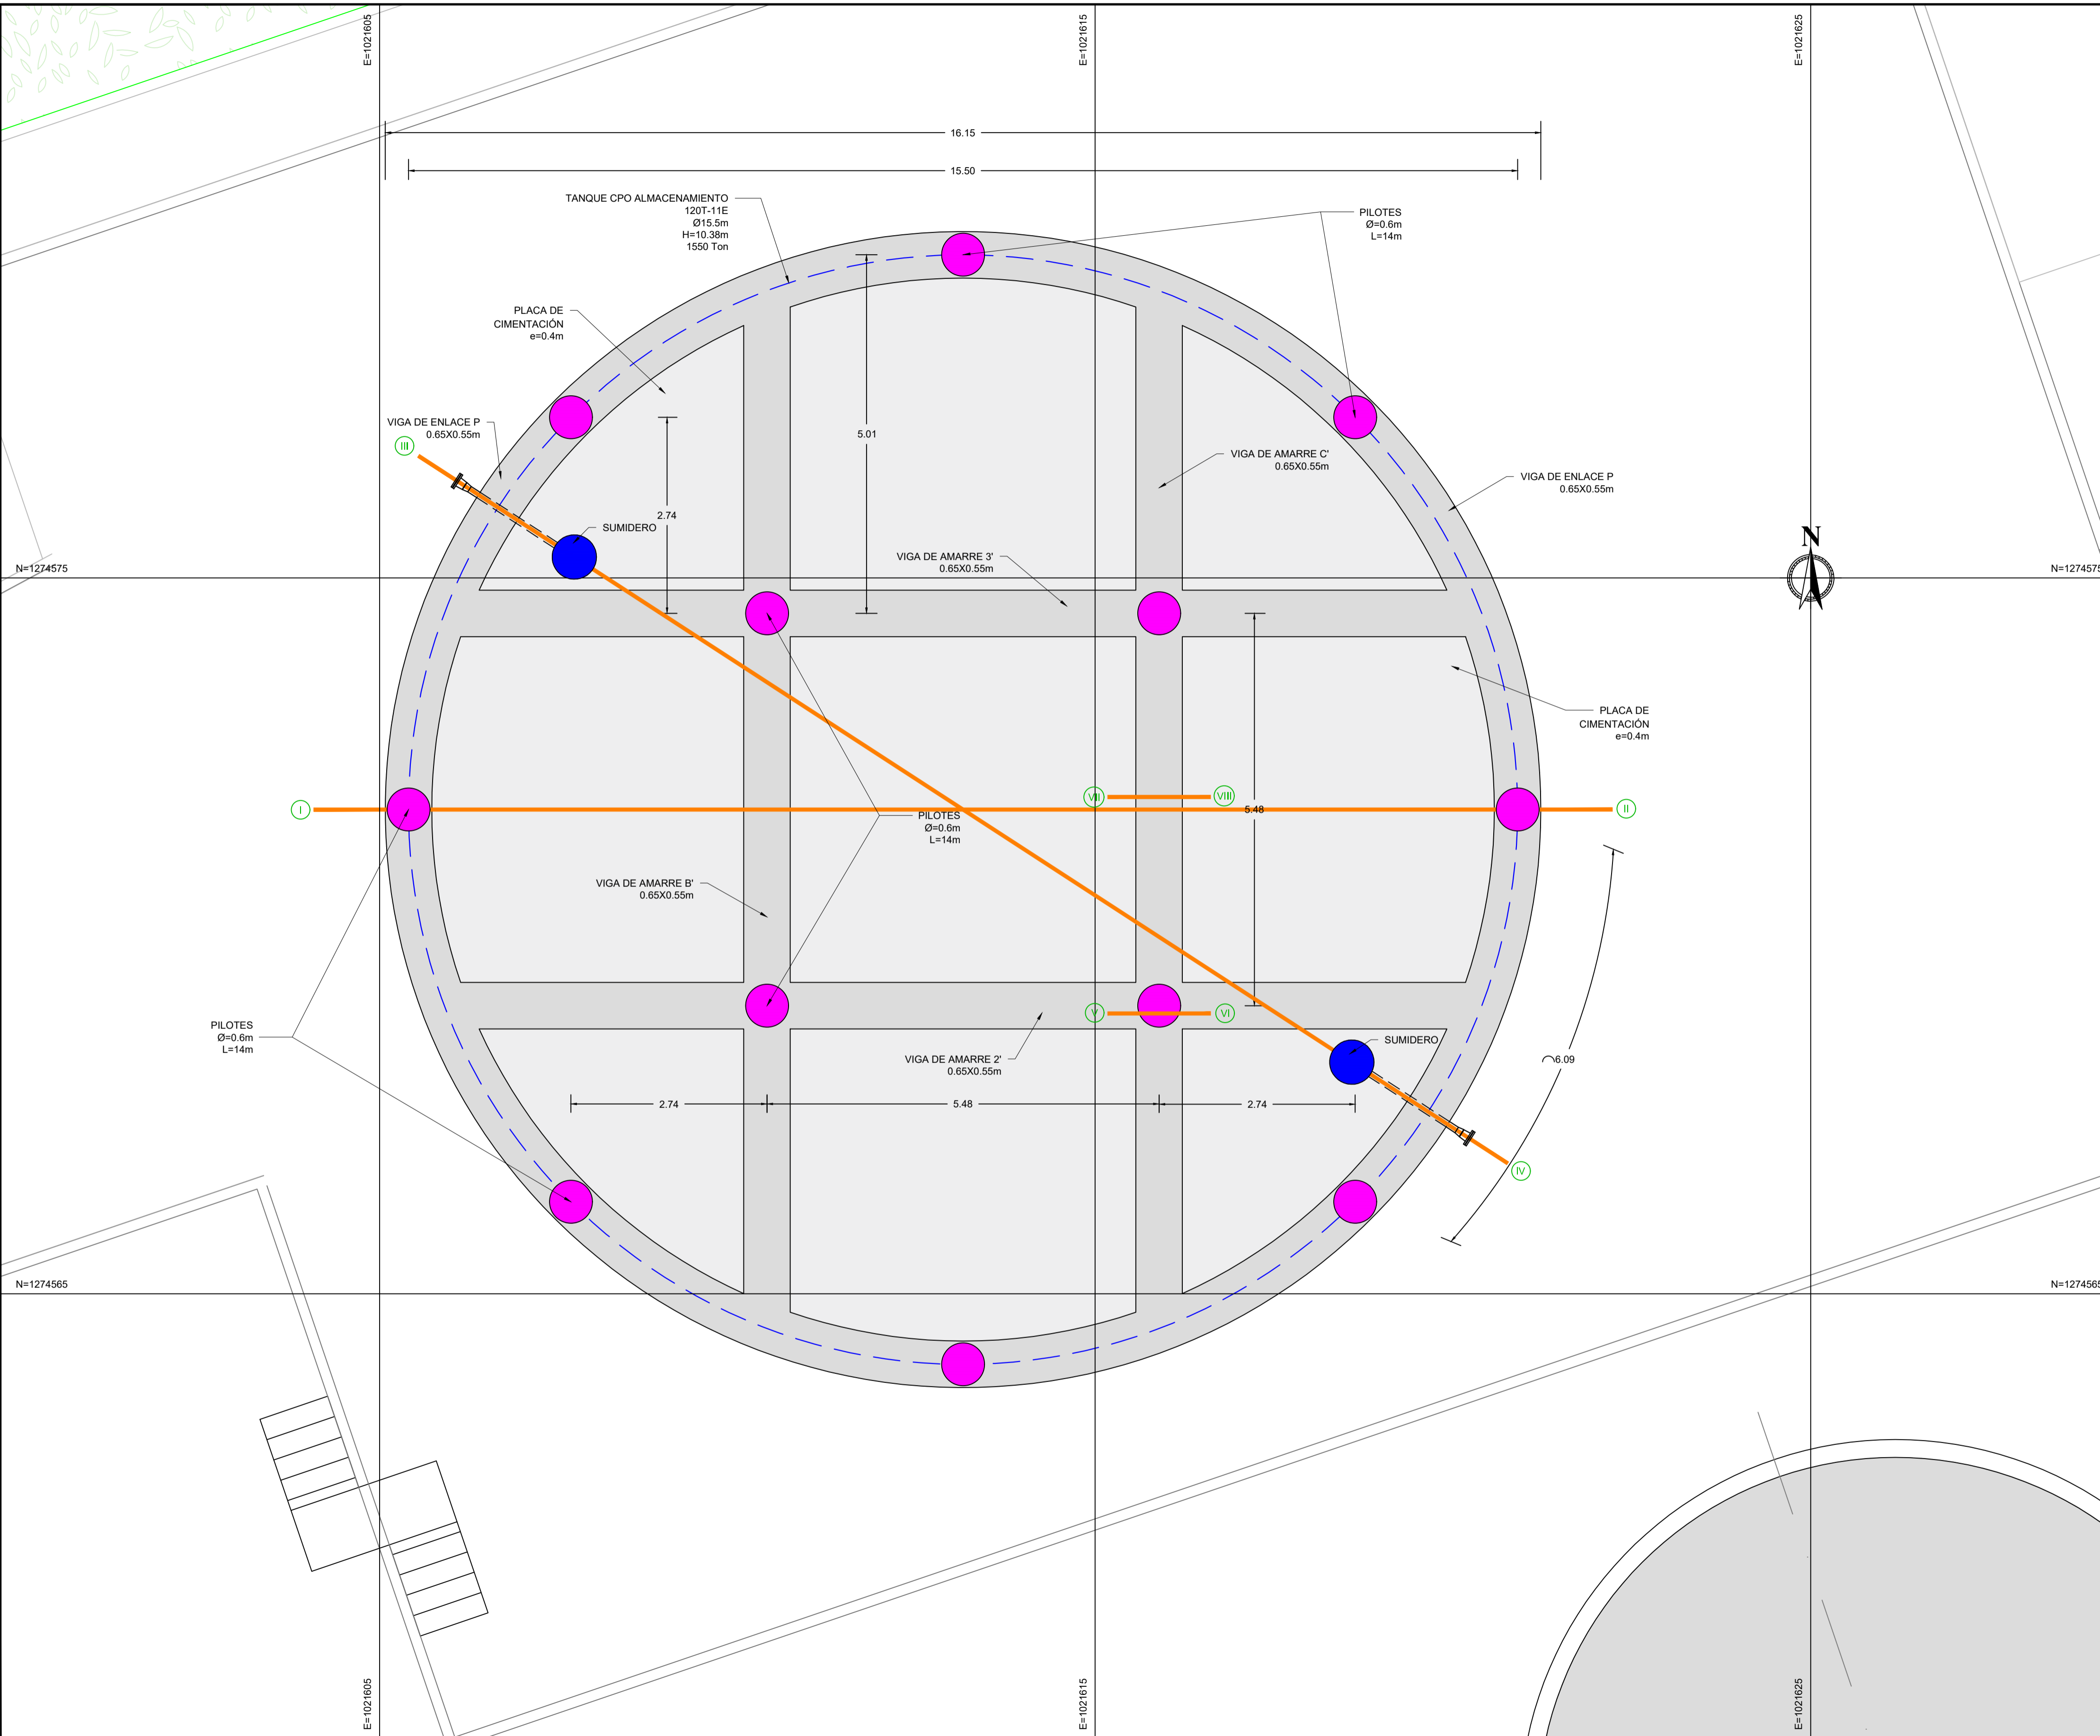 E=1021605
E=1021615
E=1021625
16.15
15.50
TANQUE CPO ALMACENAMIENTO
120T-11E
Ø15.5m
H=10.38m
1550 Ton
PILOTES
Ø=0.6m
L=14m
PLACA DE
CIMENTACIÓN
e=0.4m
VIGA DE ENLACE P
0.65X0.55m
III
5.01
VIGA DE AMARRE C'
0.65X0.55m
VIGA DE ENLACE P
0.65X0.55m
2.74
SUMIDERO
N
VIGA DE AMARRE 3'
0.65X0.55m
N=1274575
N=1274575
PLACA DE
CIMENTACIÓN
e=0.4m
VII
VIII
I
5.48
II
PILOTES
Ø=0.6m
L=14m
VIGA DE AMARRE B'
0.65X0.55m
V
VI
PILOTES
Ø=0.6m
L=14m
SUMIDERO
VIGA DE AMARRE 2'
0.65X0.55m
6.09
2.74
5.48
2.74
IV
N=1274565
N=1274565
E=1021605
E=1021615
E=1021625